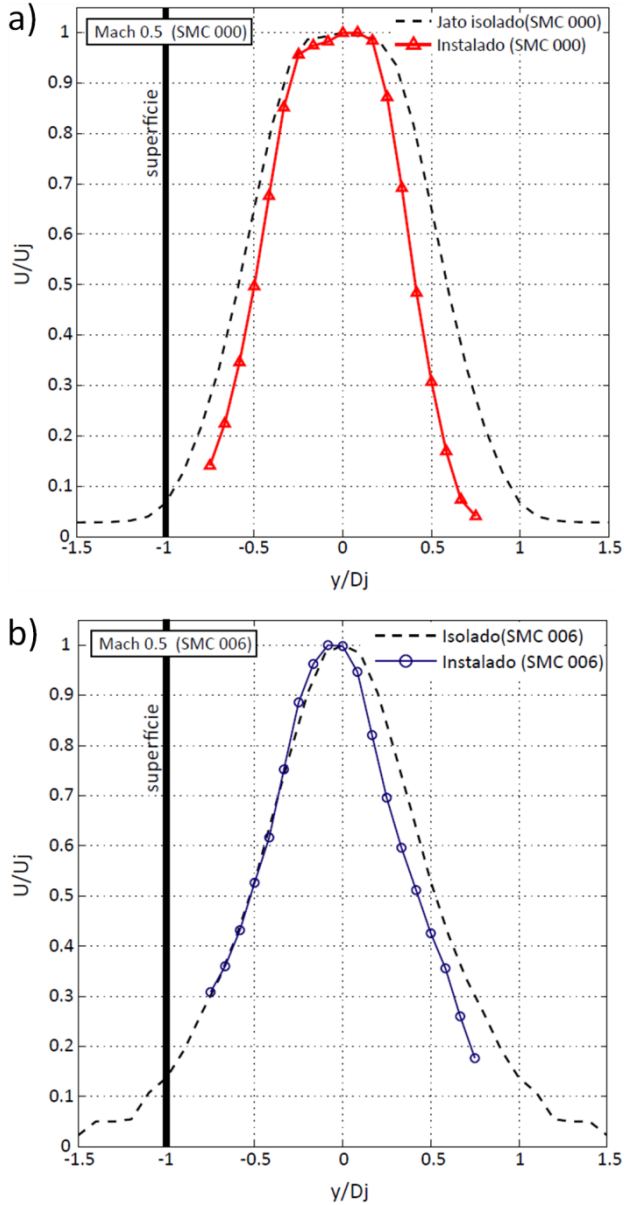 a)
Mach 0.5 (SMC 000)
Jato isolado(SMC 000)
Instalado (SMC 000)
superfície
U/Uj
1
0.9
0.8
0.7
0.6
0.5
0.4
0.3
0.2
0.1
0
-1.5
-1
-0.5
0
0.5
1
1.5
y/Dj
b)
Mach 0.5 (SMC 006)
Isolado(SMC 006)
Instalado (SMC 006)
superfície
U/Uj
1
0.9
0.8
0.7
0.6
0.5
0.4
0.3
0.2
0.1
0
-1.5
-1
-0.5
0
0.5
1
1.5
y/Dj